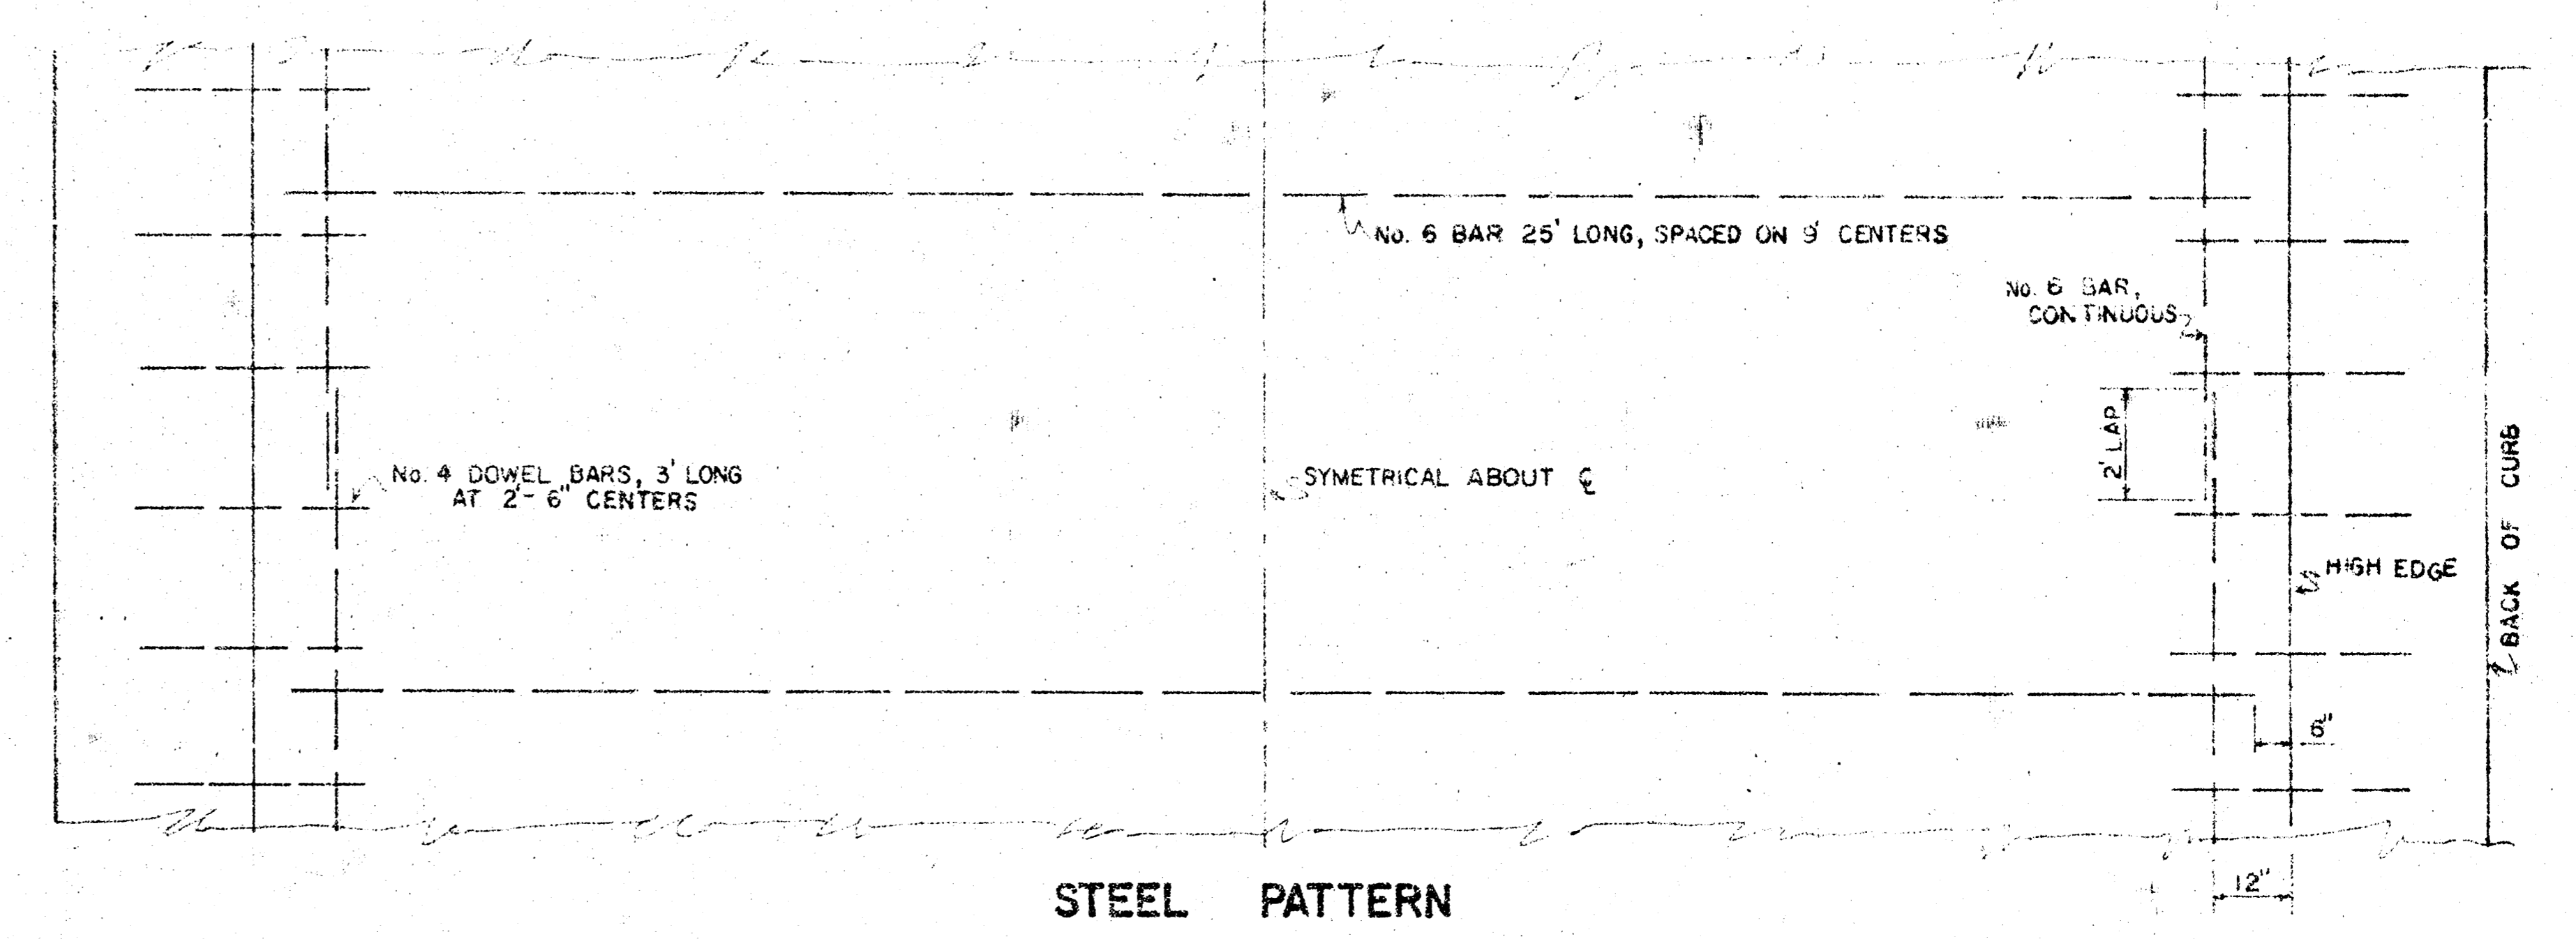 No. 6 BAR 25' LONG, SPACED ON 9' CENTERS
No. 6 BAR,
CONTINUOUS
2' LAP
No. 4 DOWEL BARS, 3' LONG
AT 2'-6" CENTERS
SYMETRICAL ABOUT ℄
HIGH EDGE
BACK OF CURB
6"
12"
STEEL PATTERN